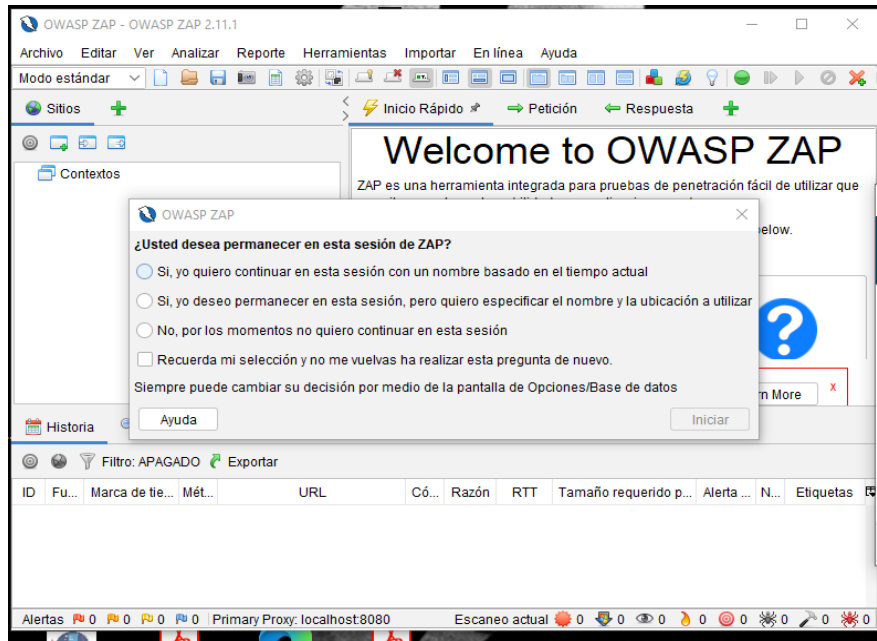 OWASP ZAP - OWASP ZAP 2.11.1
Archivo Editar Ver Analizar Reporte Herramientas Importar En línea Ayuda
Modo estándar
Sitios
Inicio Rápido Petición Respuesta
Contextos
Welcome to OWASP ZAP
ZAP es una herramienta integrada para pruebas de penetración fácil de utilizar que
below.
OWASP ZAP
¿Usted desea permanecer en esta sesión de ZAP?
Si, yo quiero continuar en esta sesión con un nombre basado en el tiempo actual
Si, yo deseo permanecer en esta sesión, pero quiero especificar el nombre y la ubicación a utilizar
No, por los momentos no quiero continuar en esta sesión
Recuerda mi selección y no me vuelvas ha realizar esta pregunta de nuevo.
Siempre puede cambiar su decisión por medio de la pantalla de Opciones/Base de datos
Ayuda Iniciar
rn More x
Historia
Filtro: APAGADO Exportar
ID Fu... Marca de tie... Mét... URL Có... Razón RTT Tamaño requerido p... Alerta ... N... Etiquetas
Alertas 0 0 0 0 Primary Proxy: localhost:8080 Escaneo actual 0 0 0 0 0 0 0 0